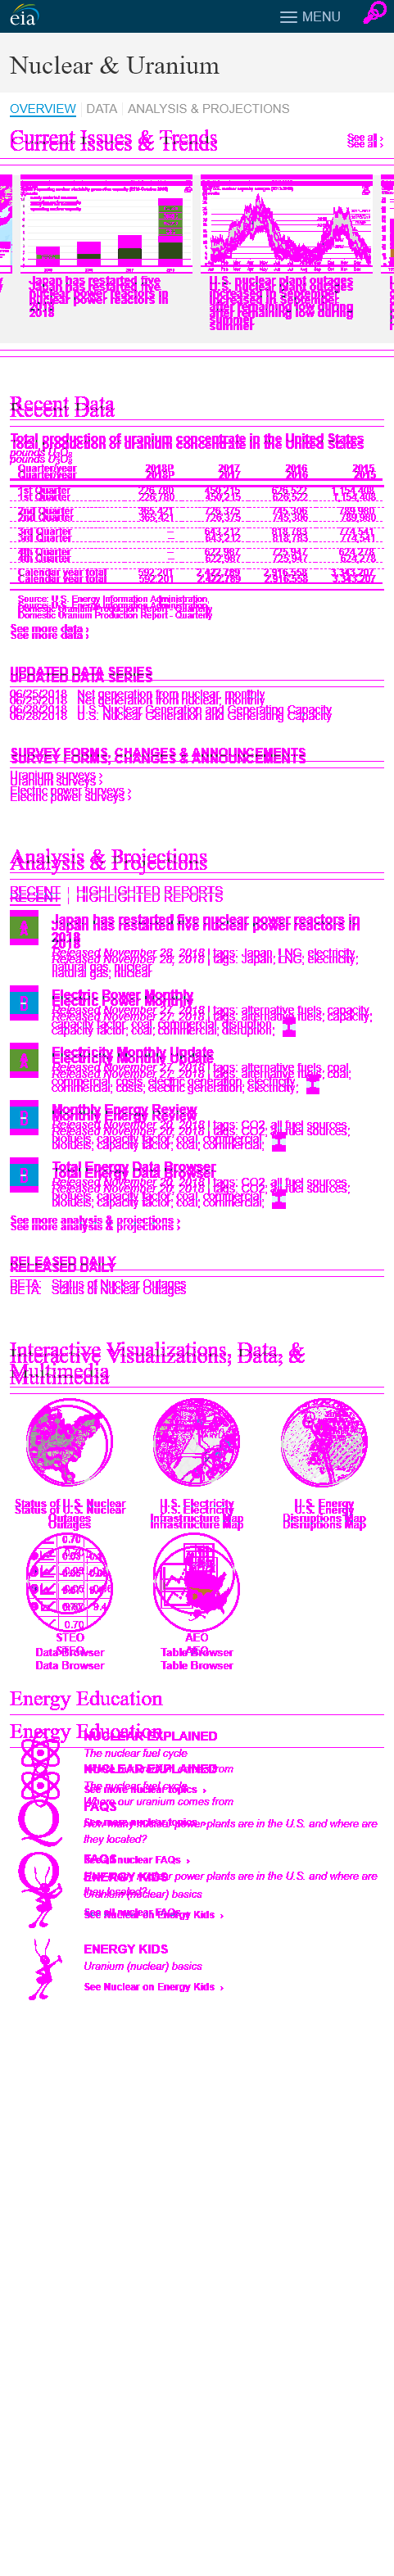 eia
MENU
Nuclear & Uranium
OVERVIEW DATA ANALYSIS & PROJECTIONS
Current Issues & Trends
See all ›
Japan has restarted five
nuclear power reactors in
2018
U.S. nuclear plant outages
increased in September
after remaining low during
summer
Recent Data
Total production of uranium concentrate in the United States
pounds U3O8
Quarter/year 2018P 2017 2016 2015
1st Quarter 226,780 450,215 626,522 1,154,408
2nd Quarter 365,421 726,375 745,306 789,980
3rd Quarter -- 643,212 818,783 774,541
4th Quarter -- 622,987 725,947 624,278
Calendar year total 592,201 2,422,789 2,916,558 3,343,207
Source: U.S. Energy Information Administration,
Domestic Uranium Production Report - Quarterly
See more data ›
UPDATED DATA SERIES
06/25/2018 Net generation from nuclear, monthly
06/28/2018 U.S. Nuclear Generation and Generating Capacity
SURVEY FORMS, CHANGES & ANNOUNCEMENTS
Uranium surveys ›
Electric power surveys ›
Analysis & Projections
RECENT | HIGHLIGHTED REPORTS
Japan has restarted five nuclear power reactors in
2018
Released November 28, 2018 | tags: Japan, LNG, electricity,
natural gas, nuclear
Electric Power Monthly
Released November 27, 2018 | tags: alternative fuels, capacity,
capacity factor, coal, commercial, disruption,
Electricity Monthly Update
Released November 27, 2018 | tags: alternative fuels, coal,
commercial, costs, electric generation, electricity,
Monthly Energy Review
Released November 20, 2018 | tags: CO2, all fuel sources,
biofuels, capacity factor, coal, commercial,
Total Energy Data Browser
Released November 20, 2018 | tags: CO2, all fuel sources,
biofuels, capacity factor, coal, commercial,
See more analysis & projections ›
RELEASED DAILY
BETA: Status of Nuclear Outages
Interactive Visualizations, Data, &
Multimedia
Status of U.S. Nuclear
Outages
U.S. Electricity
Infrastructure Map
U.S. Energy
Disruptions Map
STEO
Data Browser
AEO
Table Browser
Energy Education
NUCLEAR EXPLAINED
The nuclear fuel cycle
Where our uranium comes from
See more nuclear topics ›
FAQS
How many nuclear power plants are in the U.S. and where are
they located?
See all nuclear FAQs ›
ENERGY KIDS
Uranium (nuclear) basics
See Nuclear on Energy Kids ›